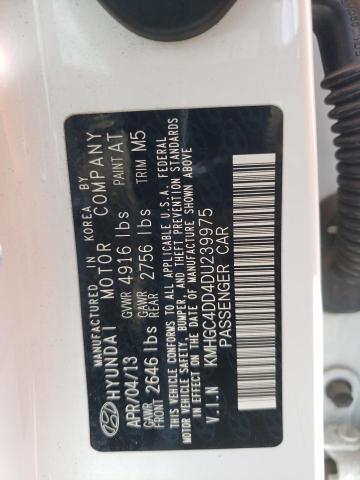 MANUFACTURED IN KOREA BY
HYUNDAI MOTOR COMPANY
APR/04/13 GVWR 4916 lbs PAINT AT
GAWR FRONT 2646 lbs GAWR REAR 2756 lbs TRIM M5
THIS VEHICLE CONFORMS TO ALL APPLICABLE U.S.A. FEDERAL
MOTOR VEHICLE SAFETY, BUMPER, AND THEFT PREVENTION STANDARDS
IN EFFECT ON THE DATE OF MANUFACTURE SHOWN ABOVE
V.I.N KMHGC4DD4DU239975
PASSENGER CAR